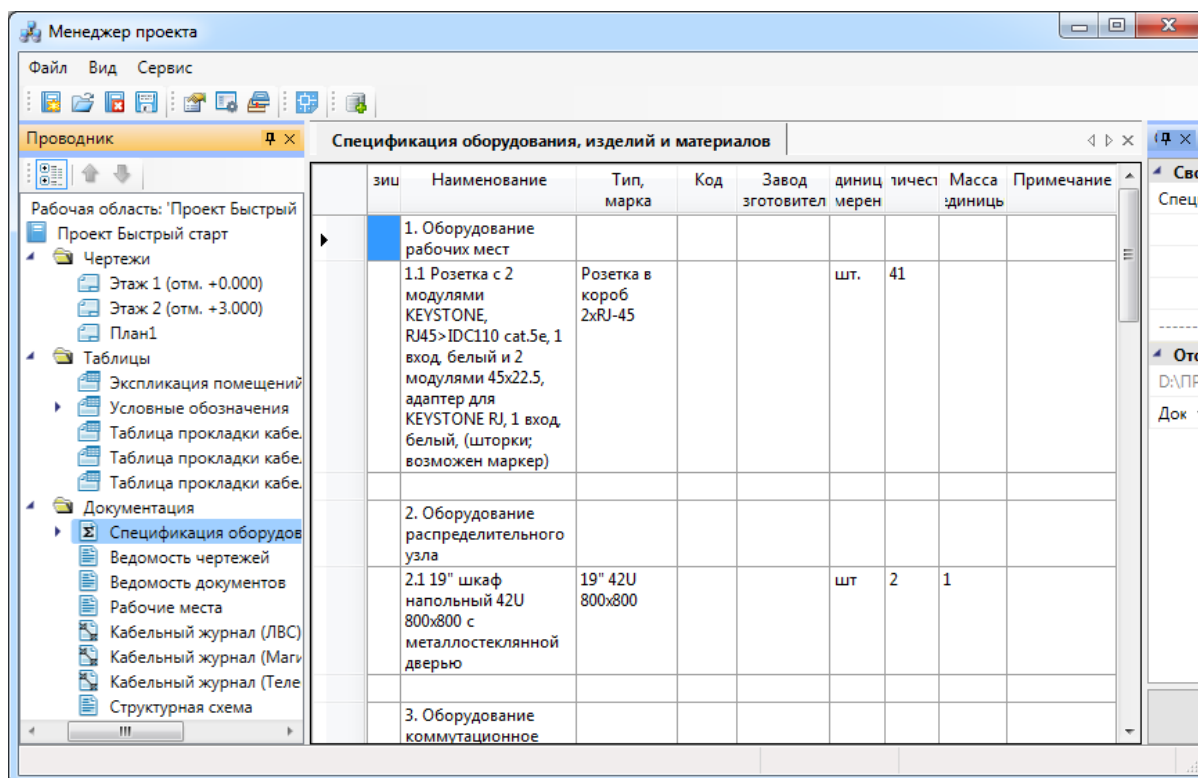 Менеджер проекта
Файл Вид Сервис
Проводник
Рабочая область: 'Проект Быстрый
Проект Быстрый старт
Чертежи
Этаж 1 (отм. +0.000)
Этаж 2 (отм. +3.000)
План1
Таблицы
Экспликация помещений
Условные обозначения
Таблица прокладки кабе.
Таблица прокладки кабе.
Таблица прокладки кабе.
Документация
Спецификация оборудов
Ведомость чертежей
Ведомость документов
Рабочие места
Кабельный журнал (ЛВС)
Кабельный журнал (Маги
Кабельный журнал (Теле
Структурная схема
Спецификация оборудования, изделий и материалов
зиц Наименование Тип, Код Завод диниц личест Масса Примечание
марка зготовител мерен единиць
1. Оборудование
рабочих мест
1.1 Розетка с 2 Розетка в шт. 41
модулями короб
KEYSTONE, 2xRJ-45
RJ45>IDC110 cat.5e, 1
вход, белый и 2
модулями 45x22.5,
адаптер для
KEYSTONE RJ, 1 вход,
белый, (шторки;
возможен маркер)
2. Оборудование
распределительного
узла
2.1 19" шкаф 19" 42U шт 2 1
напольный 42U 800x800
800x800 с
металлостеклянной
дверью
3. Оборудование
коммутационное
Сво
Спец
Ото
D:\ПР
Док